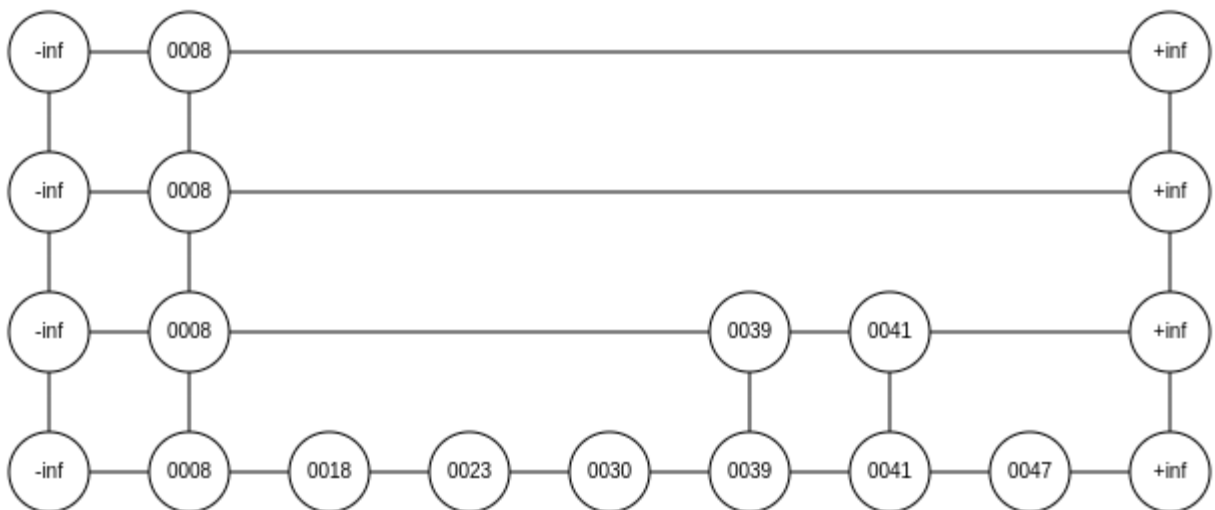 -inf 0008 +inf
-inf 0008 +inf
-inf 0008 0039 0041 +inf
-inf 0008 0018 0023 0030 0039 0041 0047 +inf